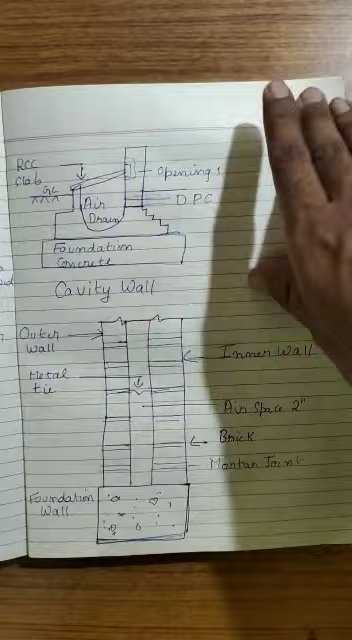 RCC
Slab
GL
Air
Drain
Openings
DPC
Foundation
Concrete
Cavity Wall
Outer
Wall
Inner Wall
Metal
tie
Air Space 2"
Brick
Mortar Joint
Foundation
Wall